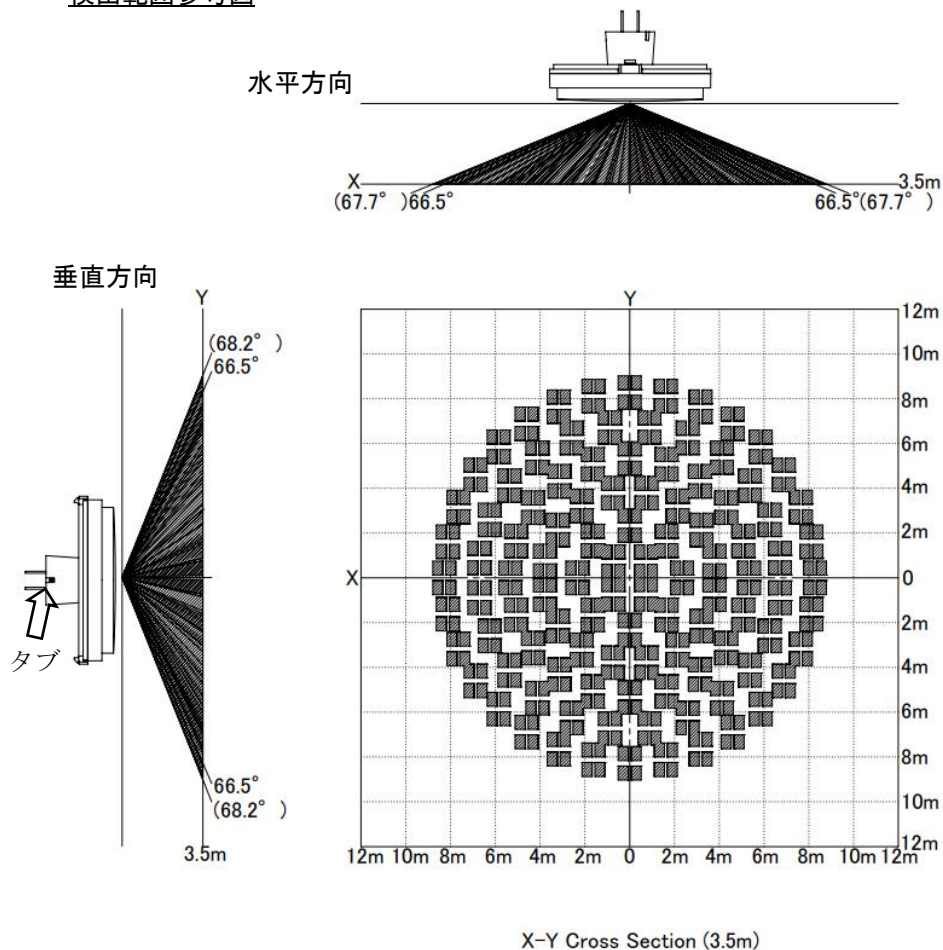 検出範囲参考図
水平方向
X
3.5m
(67.7° )66.5°
66.5°(67.7° )
垂直方向
Y
(68.2° )
66.5°
タブ
66.5°
(68.2° )
3.5m
Y
12m
10m
8m
6m
4m
2m
X
0
2m
4m
6m
8m
10m
12m
12m 10m 8m 6m 4m 2m 0 2m 4m 6m 8m 10m 12m
X-Y Cross Section (3.5m)